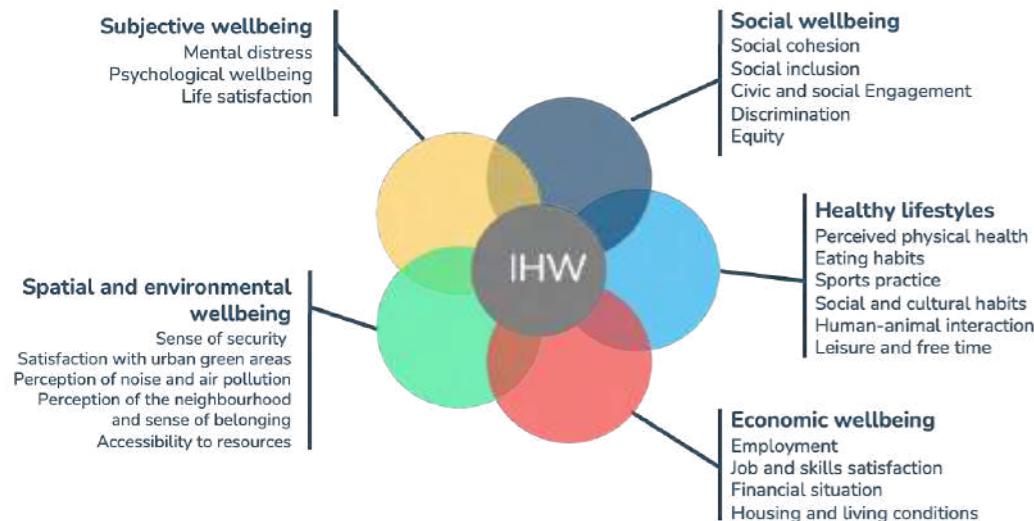 Subjective wellbeing
Mental distress
Psychological wellbeing
Life satisfaction
Social wellbeing
Social cohesion
Social inclusion
Civic and social Engagement
Discrimination
Equity
IHW
Healthy lifestyles
Perceived physical health
Eating habits
Sports practice
Social and cultural habits
Human-animal interaction
Leisure and free time
Spatial and environmental
wellbeing
Sense of security
Satisfaction with urban green areas
Perception of noise and air pollution
Perception of the neighbourhood
and sense of belonging
Accessibility to resources
Economic wellbeing
Employment
Job and skills satisfaction
Financial situation
Housing and living conditions